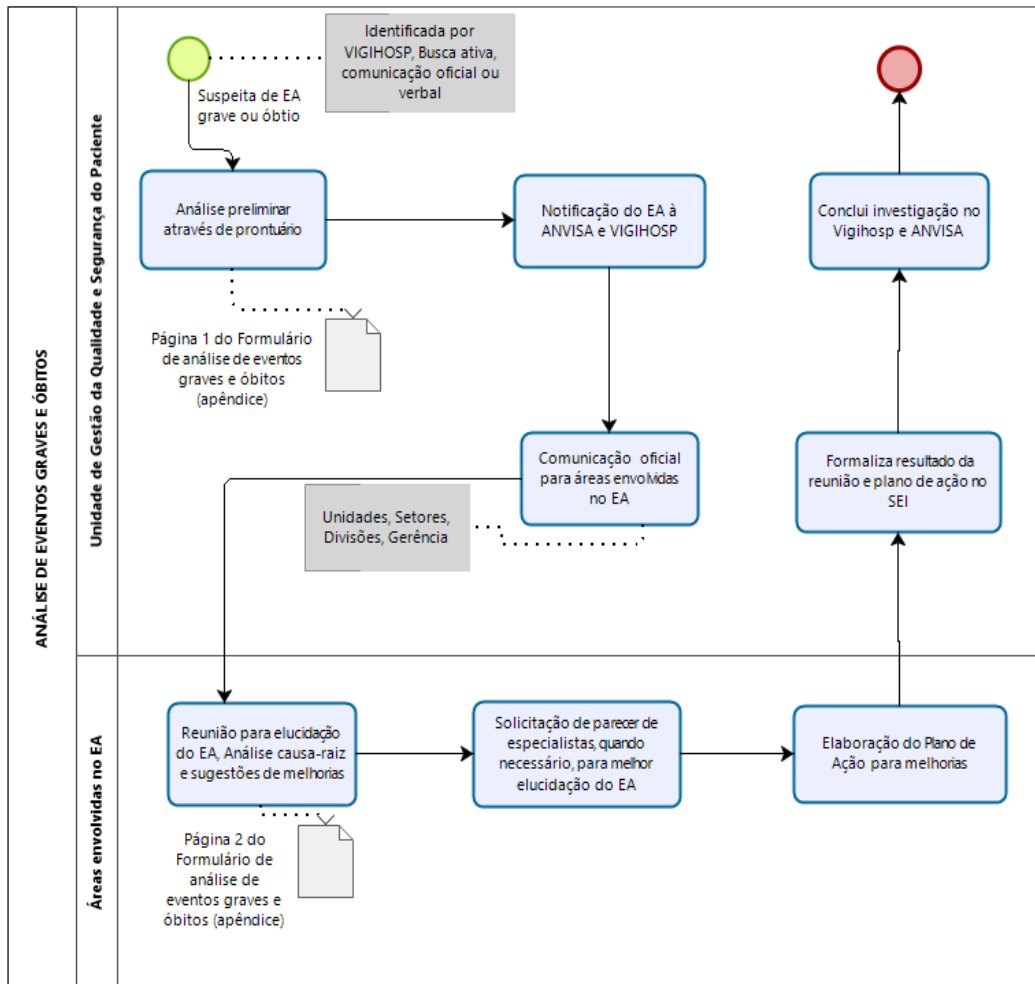 ANÁLISE DE EVENTOS GRAVES E ÓBITOS
Unidade de Gestão da Qualidade e Segurança do Paciente
Identificada por
VIGIHOSP, Busca ativa,
comunicação oficial ou
verbal
Suspeita de EA
grave ou óbtio
Análise preliminar
através de prontuário
Notificação do EA à
ANVISA e VIGIHOSP
Conclui investigação no
Vigihosp e ANVISA
Página 1 do Formulário
de análise de eventos
graves e óbitos
(apêndice)
Comunicação oficial
para áreas envolvidas
no EA
Formaliza resultado da
reunião e plano de ação no
SEI
Unidades, Setores,
Divisões, Gerência
Áreas envolvidas no EA
Reunião para elucidação
do EA, Análise causa-raiz
e sugestões de melhorias
Solicitação de parecer de
especialistas, quando
necessário, para melhor
elucidação do EA
Elaboração do Plano de
Ação para melhorias
Página 2 do
Formulário de
análise de
eventos graves e
óbitos (apêndice)